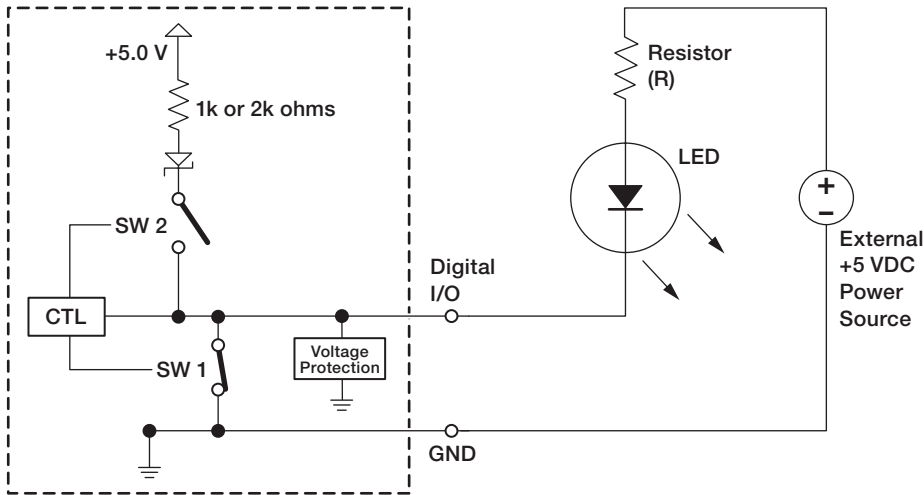 +5.0 V
1k or 2k ohms
SW 2
CTL
SW 1
Voltage
Protection
Digital
I/O
GND
Resistor
(R)
LED
+
–
External
+5 VDC
Power
Source